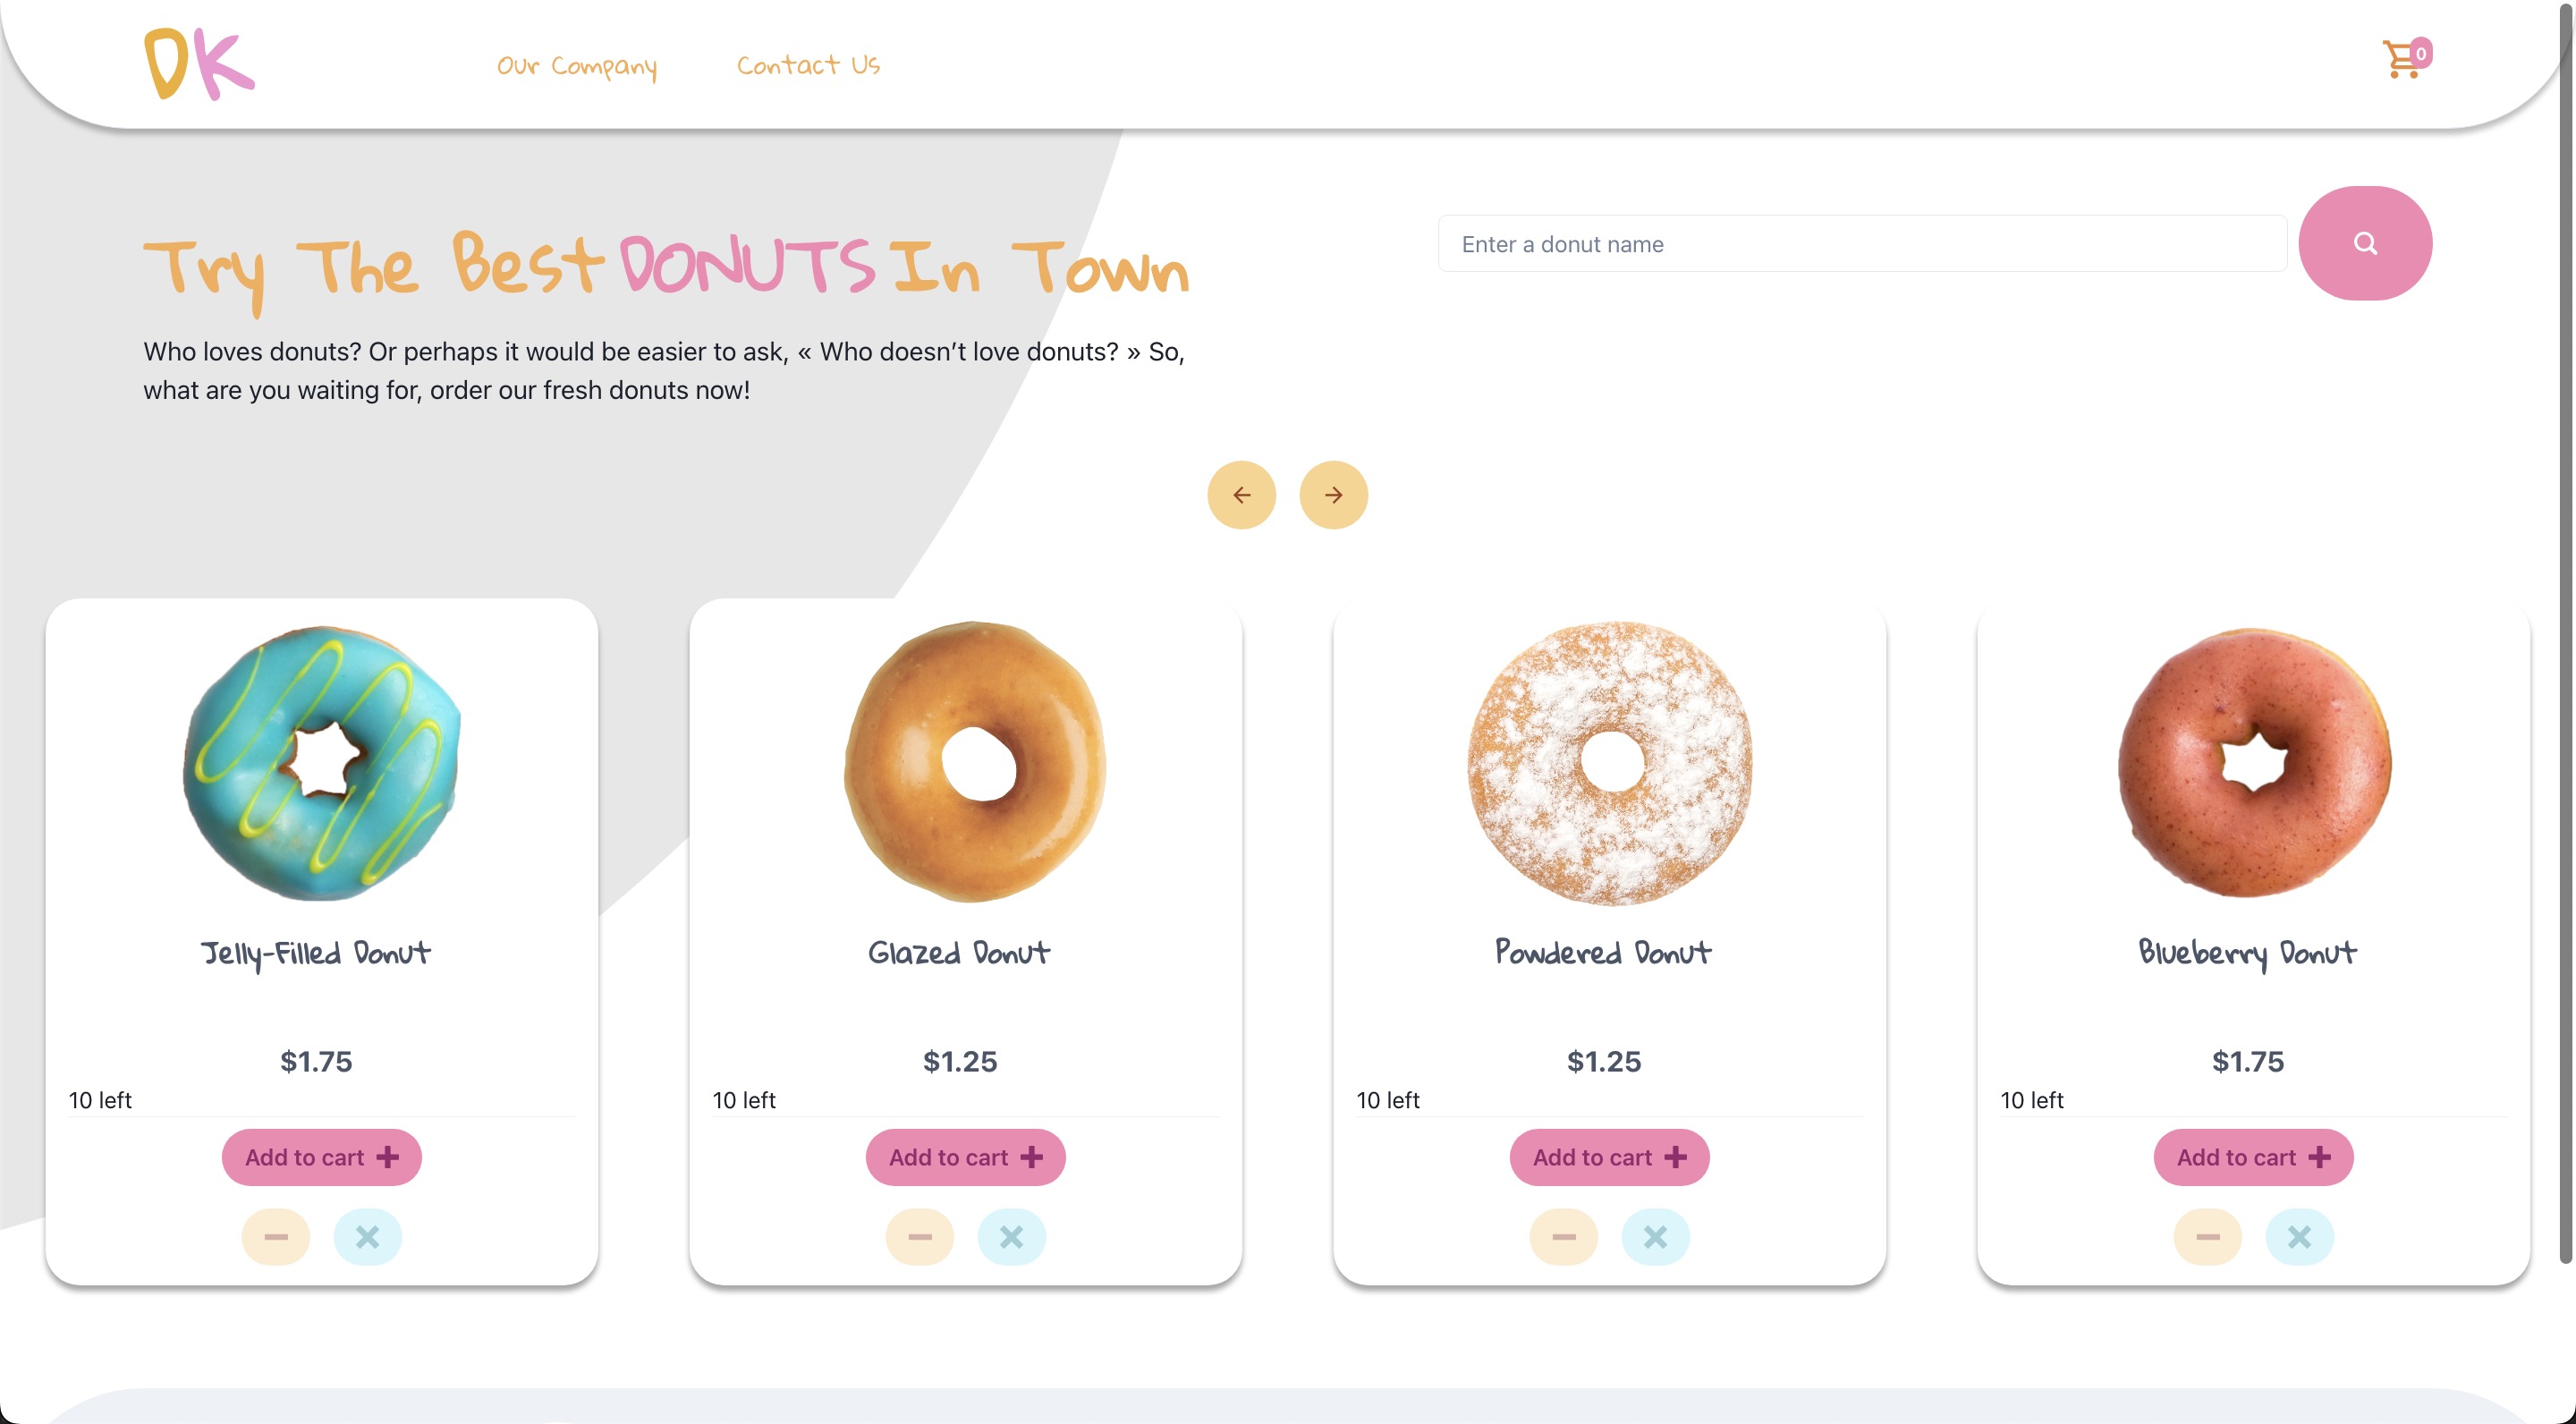 DK
Our Company
Contact Us
0
Try The Best DONUTS In Town
Enter a donut name
Who loves donuts? Or perhaps it would be easier to ask, « Who doesn’t love donuts? » So,
what are you waiting for, order our fresh donuts now!
Jelly-Filled Donut
$1.75
10 left
Add to cart
Glazed Donut
$1.25
10 left
Add to cart
Powdered Donut
$1.25
10 left
Add to cart
Blueberry Donut
$1.75
10 left
Add to cart